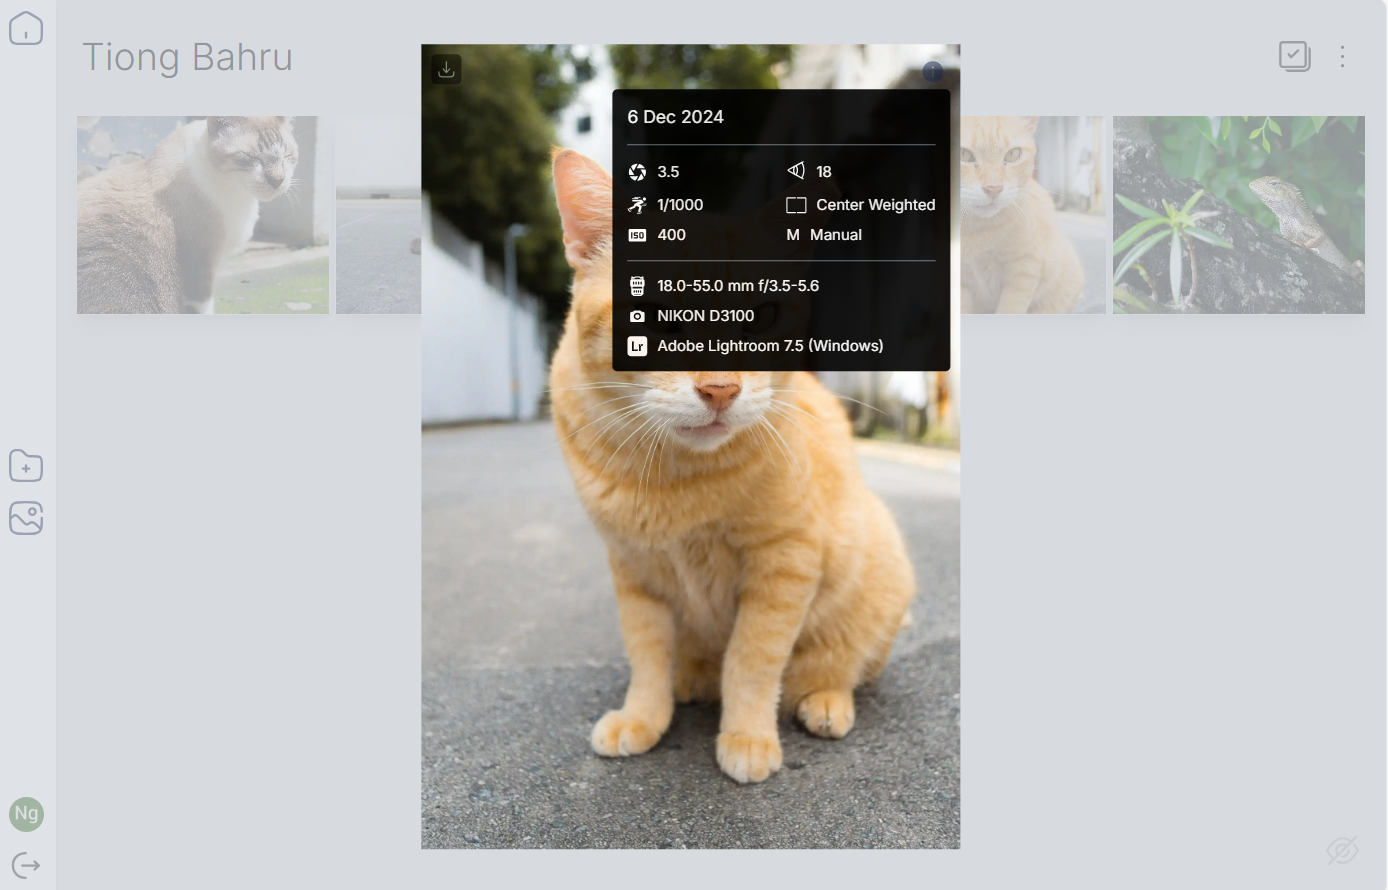 Tiong Bahru
6 Dec 2024
3.5 18
1/1000 Center Weighted
ISO 400 M Manual
18.0-55.0 mm f/3.5-5.6
NIKON D3100
Lr Adobe Lightroom 7.5 (Windows)
Ng